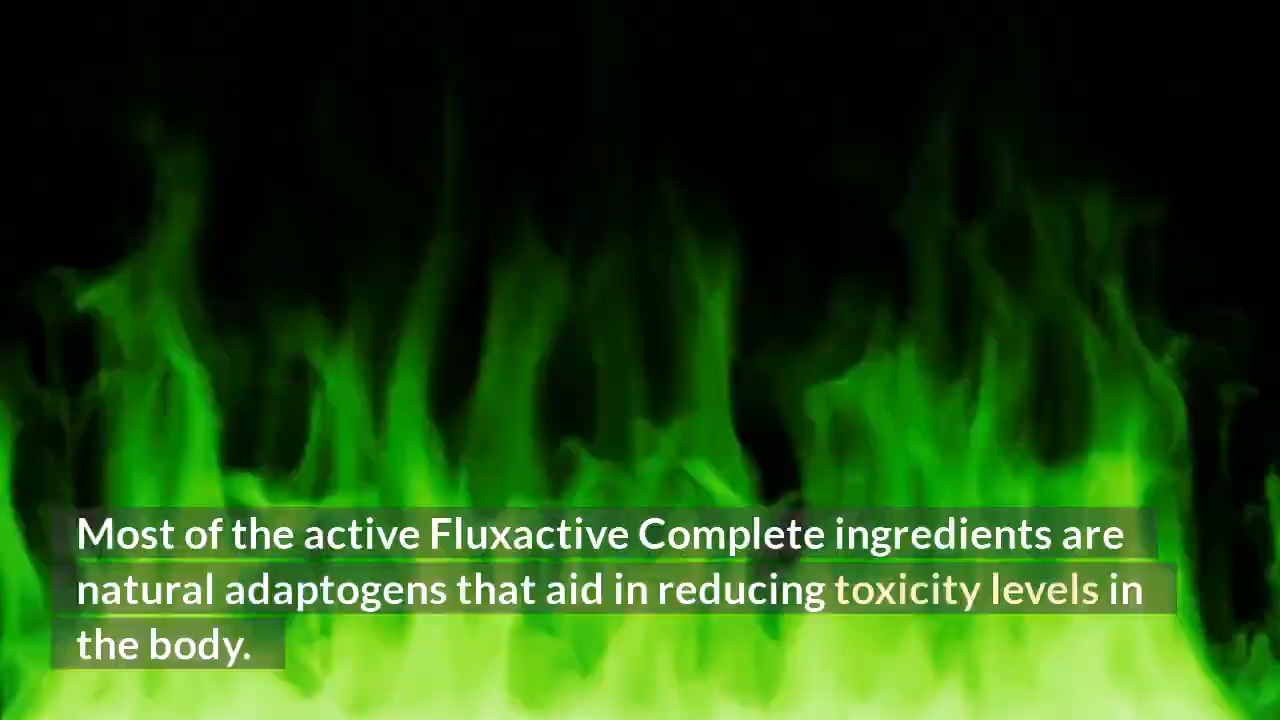 Most of the active Fluxactive Complete ingredients are
natural adaptogens that aid in reducing toxicity levels in
the body.